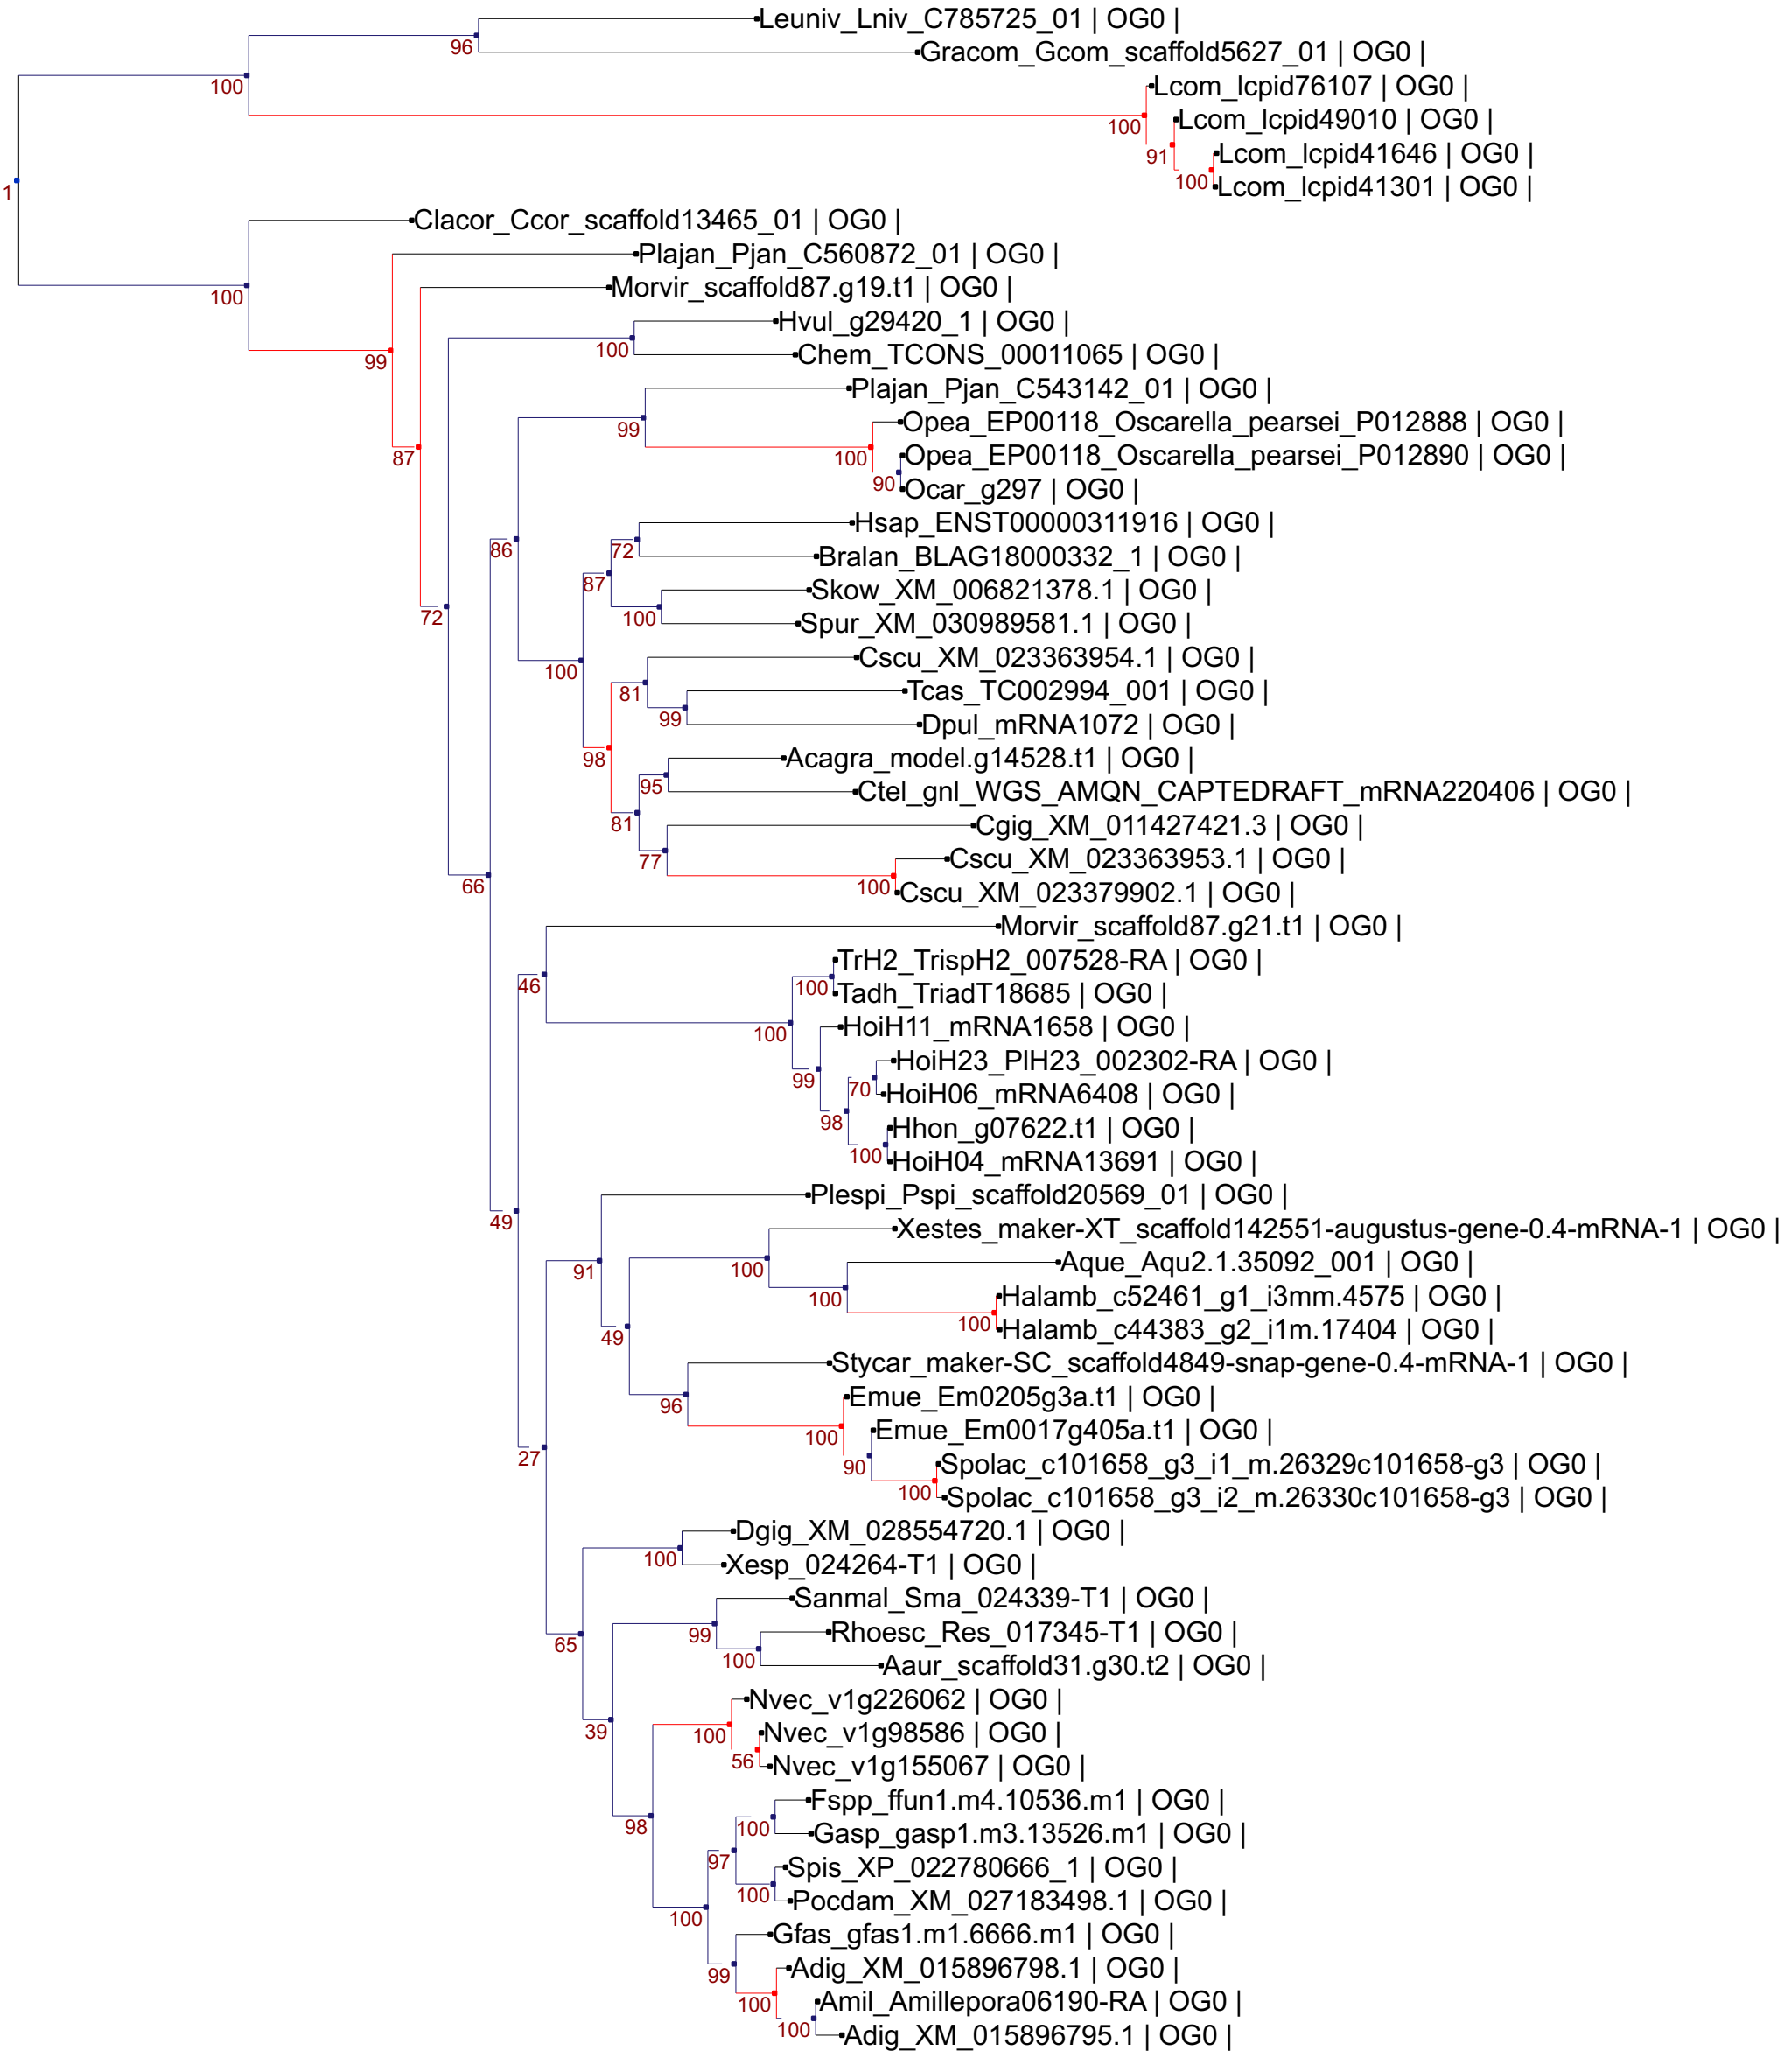 Leuniv_Lniv_C785725_01 | OG0 |
96
Gracom_Gcom_scaffold5627_01 | OG0 |
100
Lcom_lcpid76107 | OG0 |
100
Lcom_lcpid49010 | OG0 |
91
Lcom_lcpid41646 | OG0 |
100
Lcom_lcpid41301 | OG0 |
1
Clacor_Ccor_scaffold13465_01 | OG0 |
100
Plajan_Pjan_C560872_01 | OG0 |
99
Morvir_scaffold87.g19.t1 | OG0 |
87
Hvul_g29420_1 | OG0 |
100
Chem_TCONS_00011065 | OG0 |
72
Plajan_Pjan_C543142_01 | OG0 |
99
Opea_EP00118_Oscarella_pearsei_P012888 | OG0 |
100
Opea_EP00118_Oscarella_pearsei_P012890 | OG0 |
90
Ocar_g297 | OG0 |
86
Hsap_ENST00000311916 | OG0 |
72
Bralan_BLAG18000332_1 | OG0 |
87
Skow_XM_006821378.1 | OG0 |
100
Spur_XM_030989581.1 | OG0 |
100
Cscu_XM_023363954.1 | OG0 |
81
Tcas_TC002994_001 | OG0 |
99
Dpul_mRNA1072 | OG0 |
98
Acagra_model.g14528.t1 | OG0 |
95
Ctel_gnl_WGS_AMQN_CAPTEDRAFT_mRNA220406 | OG0 |
81
Cgig_XM_011427421.3 | OG0 |
77
Cscu_XM_023363953.1 | OG0 |
100
Cscu_XM_023379902.1 | OG0 |
66
Morvir_scaffold87.g21.t1 | OG0 |
46
TrH2_TrispH2_007528-RA | OG0 |
100
Tadh_TriadT18685 | OG0 |
100
HoiH11_mRNA1658 | OG0 |
99
HoiH23_PlH23_002302-RA | OG0 |
70
HoiH06_mRNA6408 | OG0 |
98
Hhon_g07622.t1 | OG0 |
100
HoiH04_mRNA13691 | OG0 |
49
Plespi_Pspi_scaffold20569_01 | OG0 |
91
Xestes_maker-XT_scaffold142551-augustus-gene-0.4-mRNA-1 | OG0 |
100
Aque_Aqu2.1.35092_001 | OG0 |
100
Halamb_c52461_g1_i3mm.4575 | OG0 |
100
Halamb_c44383_g2_i1m.17404 | OG0 |
49
Stycar_maker-SC_scaffold4849-snap-gene-0.4-mRNA-1 | OG0 |
96
Emue_Em0205g3a.t1 | OG0 |
100
Emue_Em0017g405a.t1 | OG0 |
90
Spolac_c101658_g3_i1_m.26329c101658-g3 | OG0 |
100
Spolac_c101658_g3_i2_m.26330c101658-g3 | OG0 |
27
Dgig_XM_028554720.1 | OG0 |
100
Xesp_024264-T1 | OG0 |
65
Sanmal_Sma_024339-T1 | OG0 |
99
Rhoesc_Res_017345-T1 | OG0 |
100
Aaur_scaffold31.g30.t2 | OG0 |
39
Nvec_v1g226062 | OG0 |
100
Nvec_v1g98586 | OG0 |
56
Nvec_v1g155067 | OG0 |
98
Fspp_ffun1.m4.10536.m1 | OG0 |
100
Gasp_gasp1.m3.13526.m1 | OG0 |
97
Spis_XP_022780666_1 | OG0 |
100
Pocdam_XM_027183498.1 | OG0 |
100
Gfas_gfas1.m1.6666.m1 | OG0 |
99
Adig_XM_015896798.1 | OG0 |
100
Amil_Amillepora06190-RA | OG0 |
100
Adig_XM_015896795.1 | OG0 |